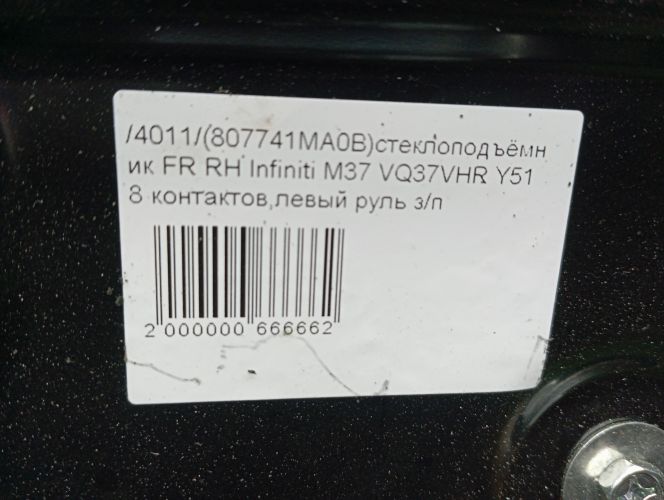 /4011/(807741MA0B)стеклоподъёмн
ик FR RH Infiniti M37 VQ37VHR Y51
8 контактов,левый руль з/п
2 000000 666662